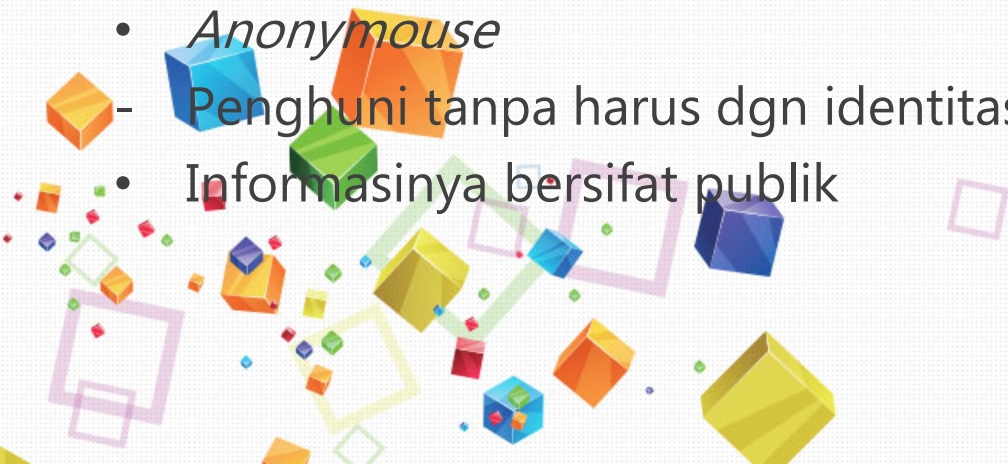 • Anonymouse
- Penghuni tanpa harus dgn identitas
• Informasinya bersifat publik